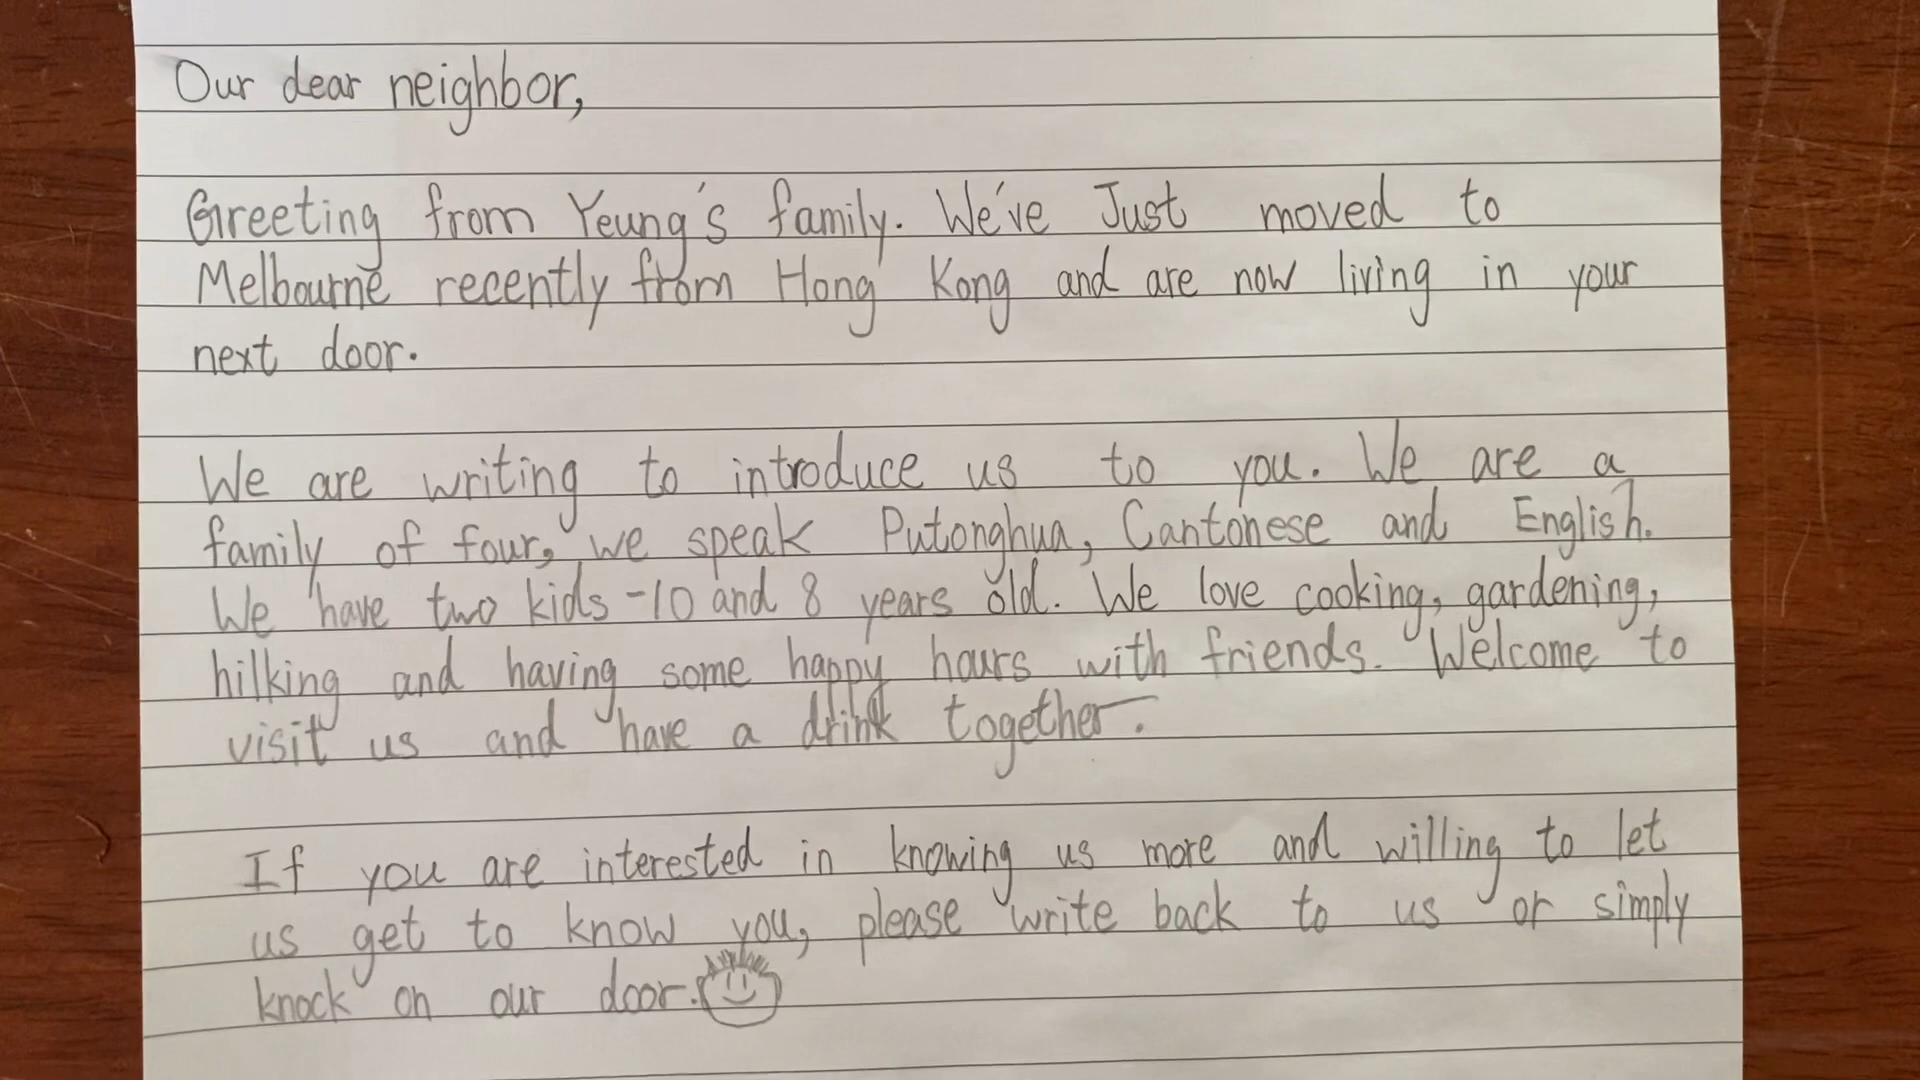 Our dear neighbor,
Greeting from Yeung's family. We've Just moved to
Melbourne recently from Hong Kong and are now living in your
next door.
We are writing to introduce us to you. We are a
family of four, we speak Putonghua, Cantonese and English.
We have two kids -10 and 8 years old. We love cooking, gardening,
hilking and having some happy hours with friends. Welcome to
visit us and have a drink together.
If you are interested in knowing us more and willing to let
us get to know you, please write back to us or simply
knock on our door.